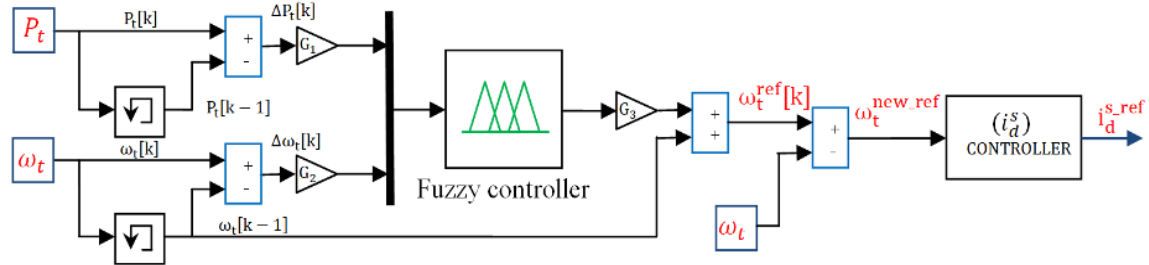 P_t
P_t[k]
+
-
ΔP_t[k]
G_1
P_t[k−1]
ω_t
ω_t[k]
+
-
Δω_t[k]
G_2
ω_t[k−1]
Fuzzy controller
G_3
+
+
ω_t^ref[k]
+
-
ω_t
ω_t^new_ref
(i_d^s)
CONTROLLER
i_d^s_ref